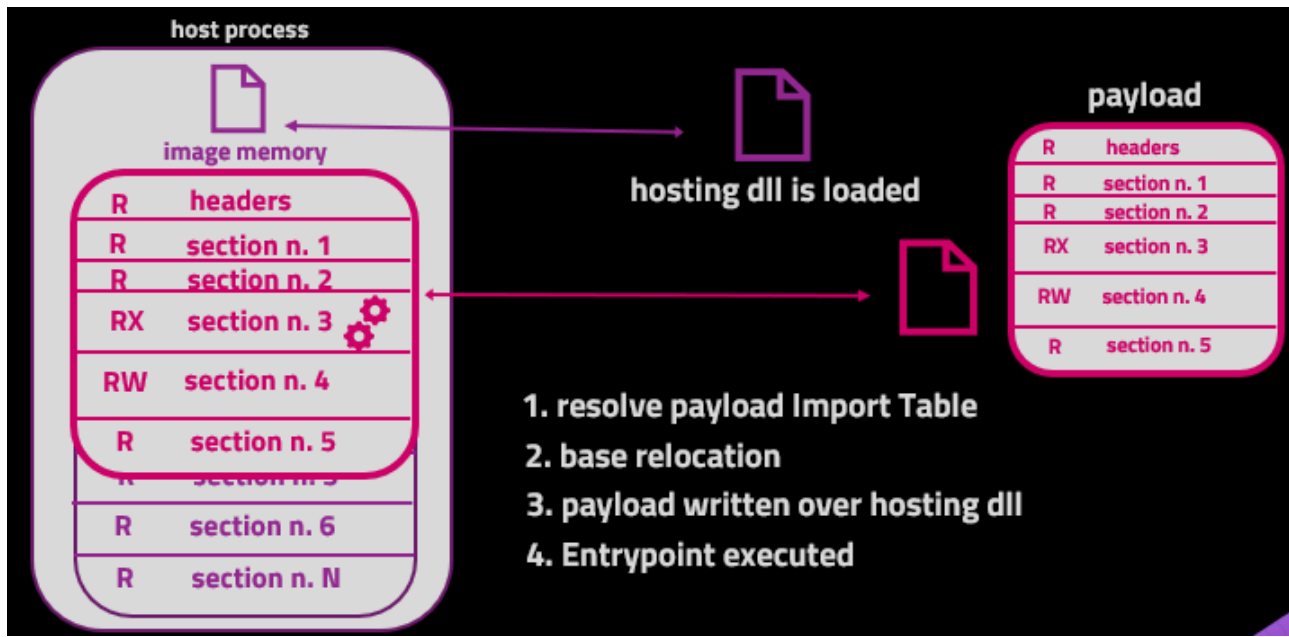 host process
image memory
R headers
R section n. 1
R section n. 2
RX section n. 3
RW section n. 4
R section n. 5
R section n. 5
R section n. 6
R section n. N
hosting dll is loaded
payload
R headers
R section n. 1
R section n. 2
RX section n. 3
RW section n. 4
R section n. 5
1. resolve payload Import Table
2. base relocation
3. payload written over hosting dll
4. Entrypoint executed